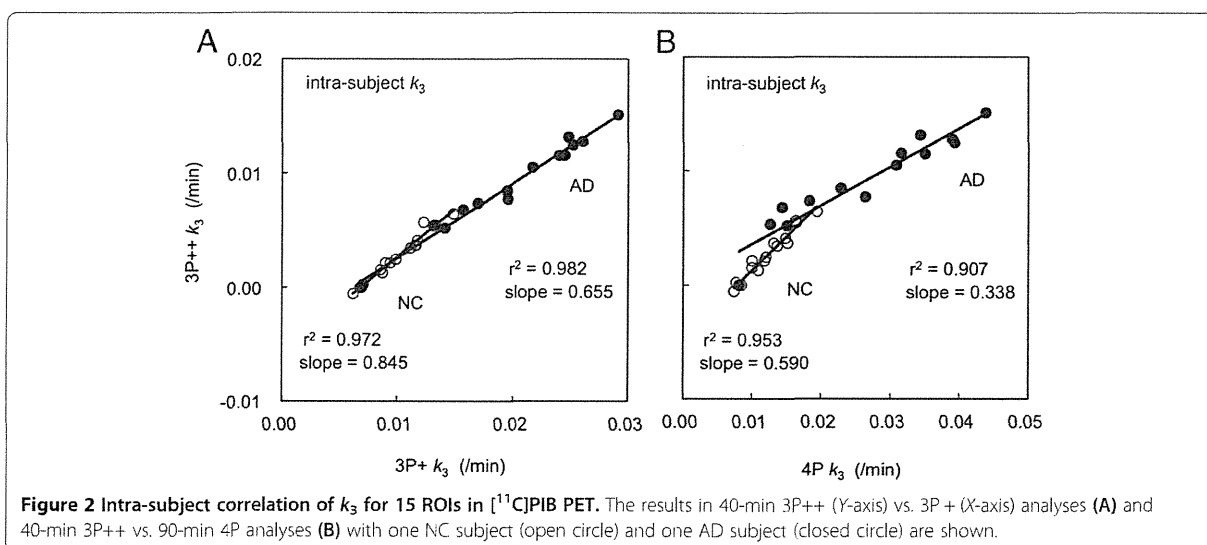 A
B
0.02
intra-subject k3
intra-subject k3
3P++ k3 (/min)
0.01
AD
AD
r² = 0.982
slope = 0.655
r² = 0.907
slope = 0.338
0.00
NC
NC
r² = 0.972
slope = 0.845
r² = 0.953
slope = 0.590
-0.01
0.00 0.01 0.02 0.03
0.00 0.01 0.02 0.03 0.04 0.05
3P+ k3 (/min)
4P k3 (/min)
Figure 2 Intra-subject correlation of k3 for 15 ROIs in [¹¹C]PIB PET. The results in 40-min 3P++ (Y-axis) vs. 3P + (X-axis) analyses (A) and
40-min 3P++ vs. 90-min 4P analyses (B) with one NC subject (open circle) and one AD subject (closed circle) are shown.